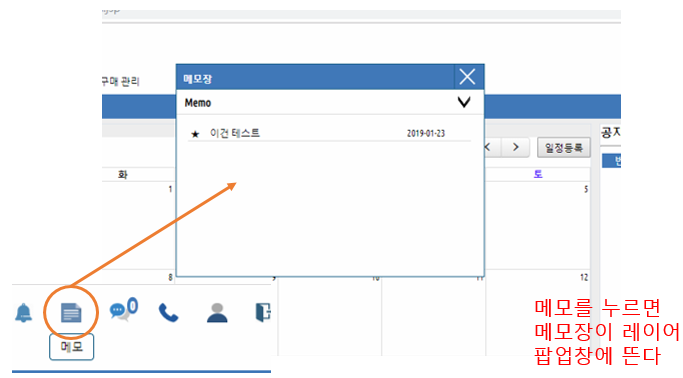 구매 관리
메모장
Memo
★ 이건 테스트 2019-01-23
일정등록
공지
화
토
1
5
8
9
10
11
12
0
메모
메모를 누르면
메모장이 레이어
팝업창에 뜬다